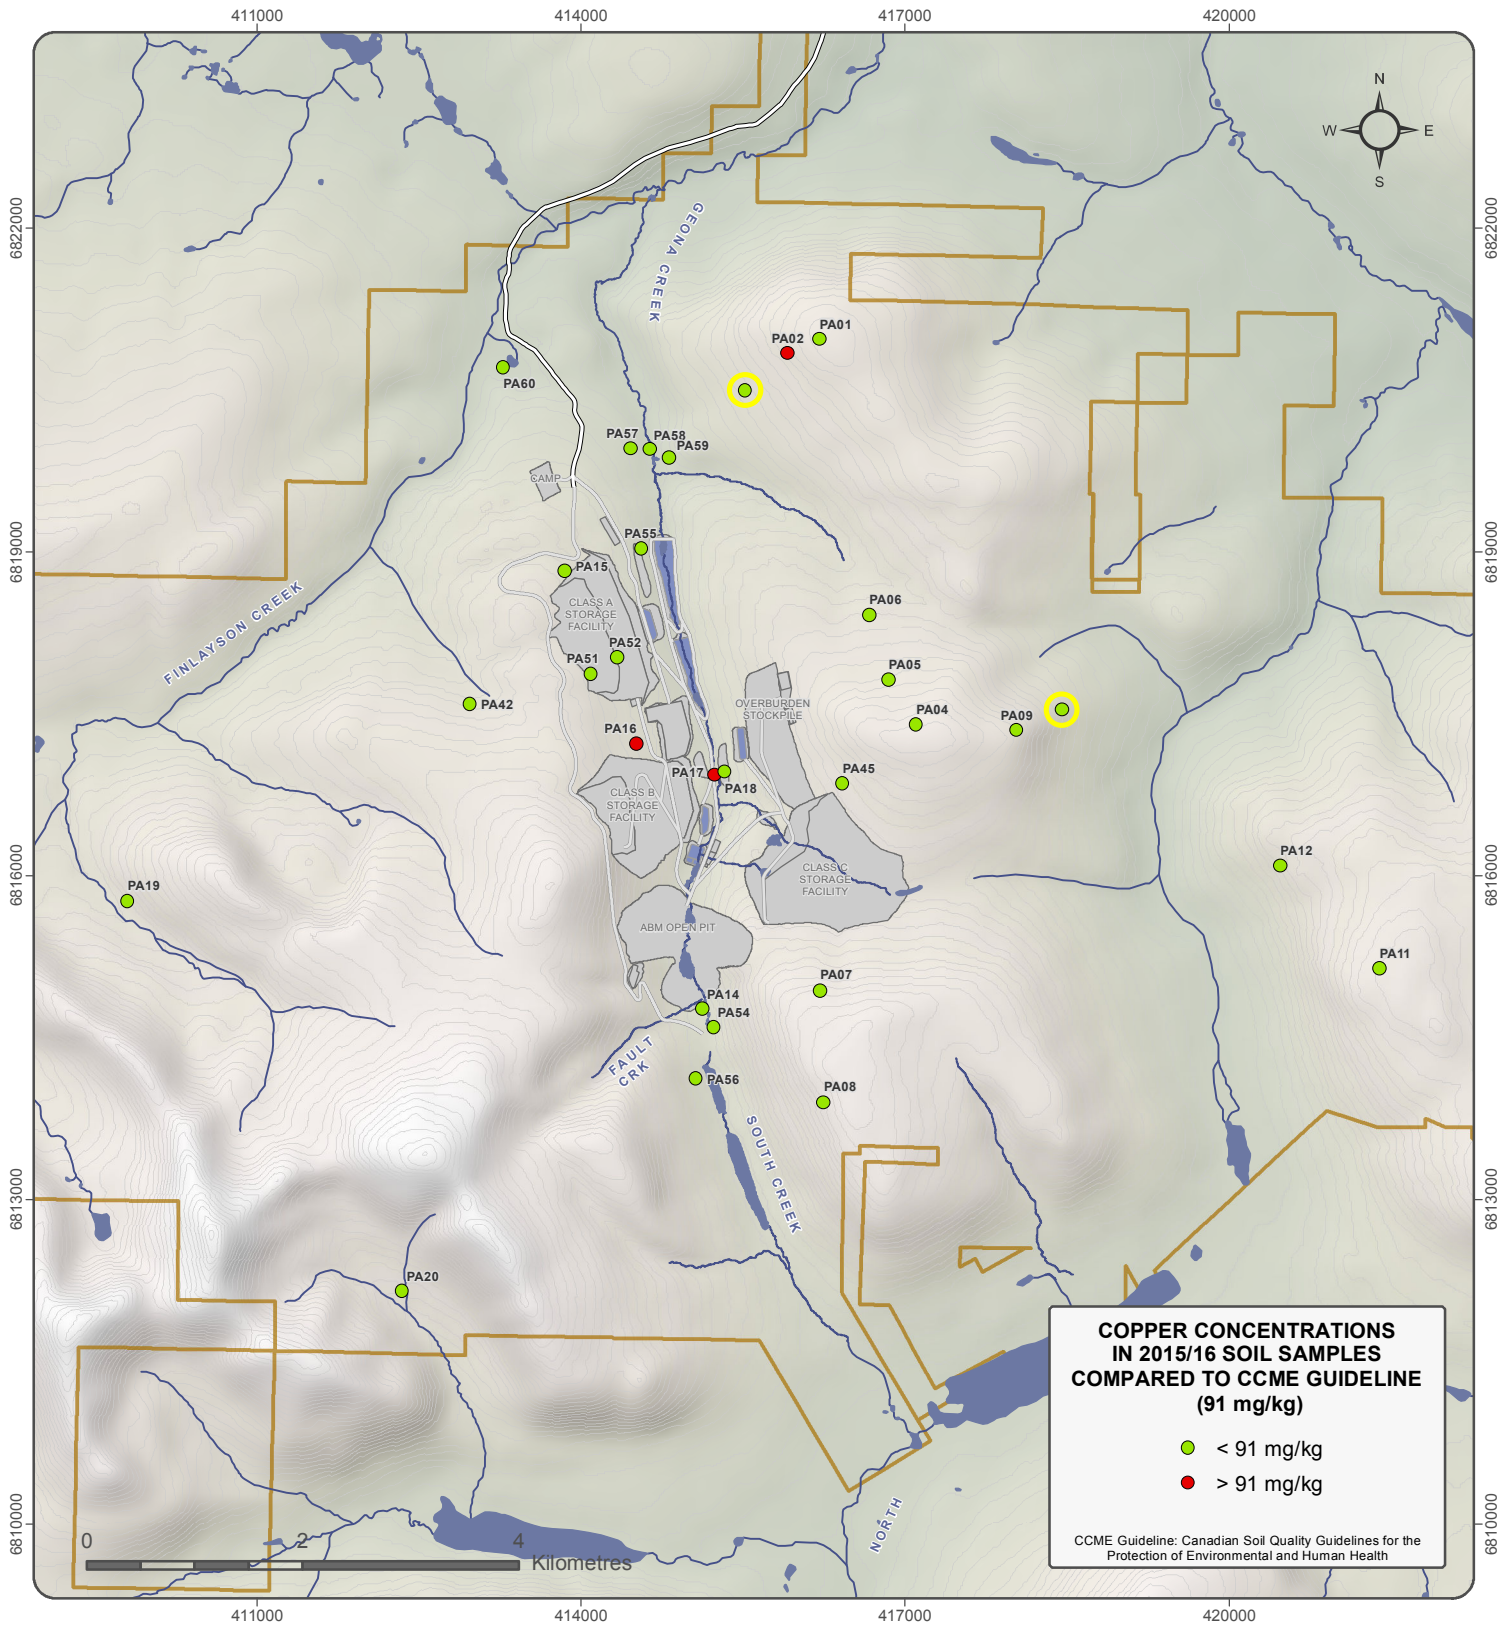 411000
414000
417000
420000
N
W
E
S
6822000
6822000
GEONA CREEK
PA01
PA02
PA60
PA57
PA58
PA59
CAMP
PA55
6819000
6819000
PA15
CLASS A
STORAGE
FACILITY
PA06
FINLAYSON CREEK
PA52
PA51
PA05
PA42
OVERBURDEN
STOCKPILE
PA04
PA09
PA16
PA17
PA18
PA45
CLASS B
STORAGE
FACILITY
PA12
6816000
6816000
CLASS C
STORAGE
FACILITY
PA19
ABM OPEN PIT
PA11
PA07
PA14
PA54
FAULT
CRK
PA56
PA08
SOUTH CREEK
6813000
6813000
PA20
COPPER CONCENTRATIONS
IN 2015/16 SOIL SAMPLES
COMPARED TO CCME GUIDELINE
(91 mg/kg)
< 91 mg/kg
> 91 mg/kg
CCME Guideline: Canadian Soil Quality Guidelines for the
Protection of Environmental and Human Health
NORTH
6810000
6810000
0
2
4
Kilometres
411000
414000
417000
420000